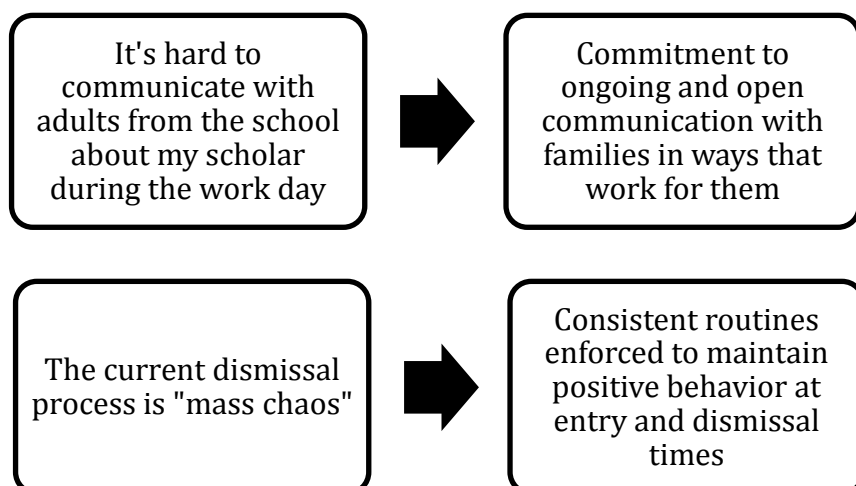 It's hard to
communicate with
adults from the school
about my scholar
during the work day
Commitment to
ongoing and open
communication with
families in ways that
work for them
The current dismissal
process is "mass chaos"
Consistent routines
enforced to maintain
positive behavior at
entry and dismissal
times